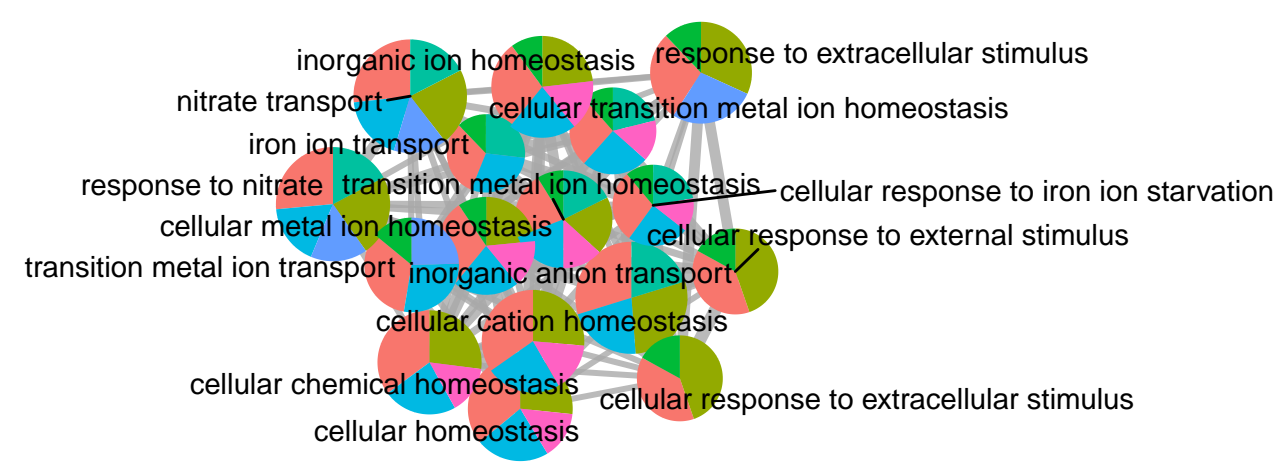 inorganic ion homeostasis
response to extracellular stimulus
nitrate transport
cellular transition metal ion homeostasis
iron ion transport
response to nitrate
transition metal ion homeostasis
cellular response to iron ion starvation
cellular metal ion homeostasis
cellular response to external stimulus
transition metal ion transport
inorganic anion transport
cellular cation homeostasis
cellular chemical homeostasis
cellular response to extracellular stimulus
cellular homeostasis